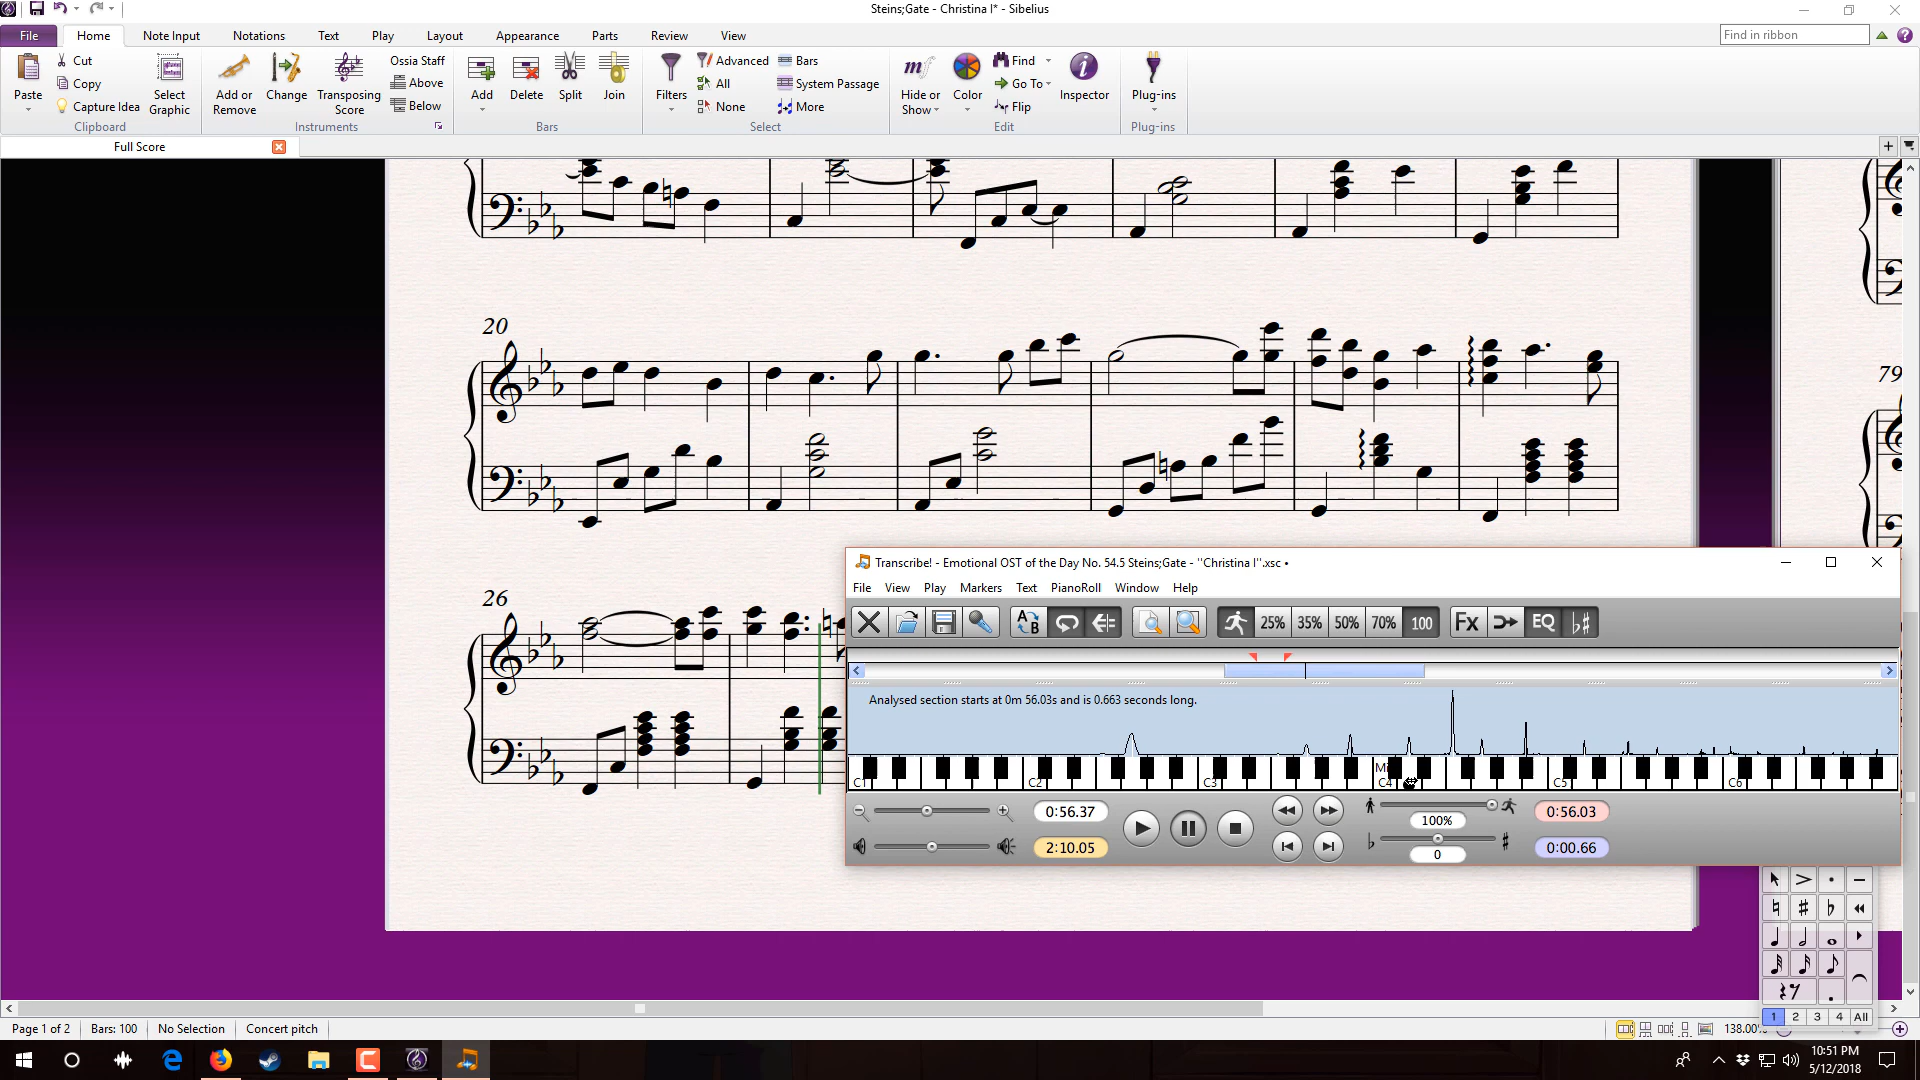 Steins;Gate - Christina I* - Sibelius
File Home Note Input Notations Text Play Layout Appearance Parts Review View
Find in ribbon
Paste
Cut
Copy
Capture Idea
Clipboard
Select Graphic
Add or Remove
Change
Transposing Score
Ossia Staff
Above
Below
Instruments
Add
Delete
Split
Join
Bars
Filters
Advanced
All
None
Bars
System Passage
More
Select
Hide or Show
Color
Find
Go To
Flip
Inspector
Edit
Plug-ins
Plug-ins
Full Score
20
79
26
Transcribe! - Emotional OST of the Day No. 54.5 Steins;Gate - "Christina I".xsc •
File View Play Markers Text PianoRoll Window Help
A B
25% 35% 50% 70% 100
Fx
EQ
Analysed section starts at 0m 56.03s and is 0.663 seconds long.
C1 C2 C3 C4 C5 C6
0:56.37
2:10.05
100%
0
0:56.03
0:00.66
1 2 3 4 All
Page 1 of 2 Bars: 100 No Selection Concert pitch
138.00%
10:51 PM
5/12/2018